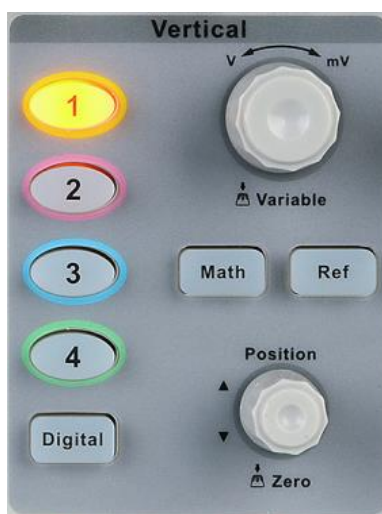 Vertical
V mV
1
Variable
2
3
Math Ref
4
Position
Digital
Zero